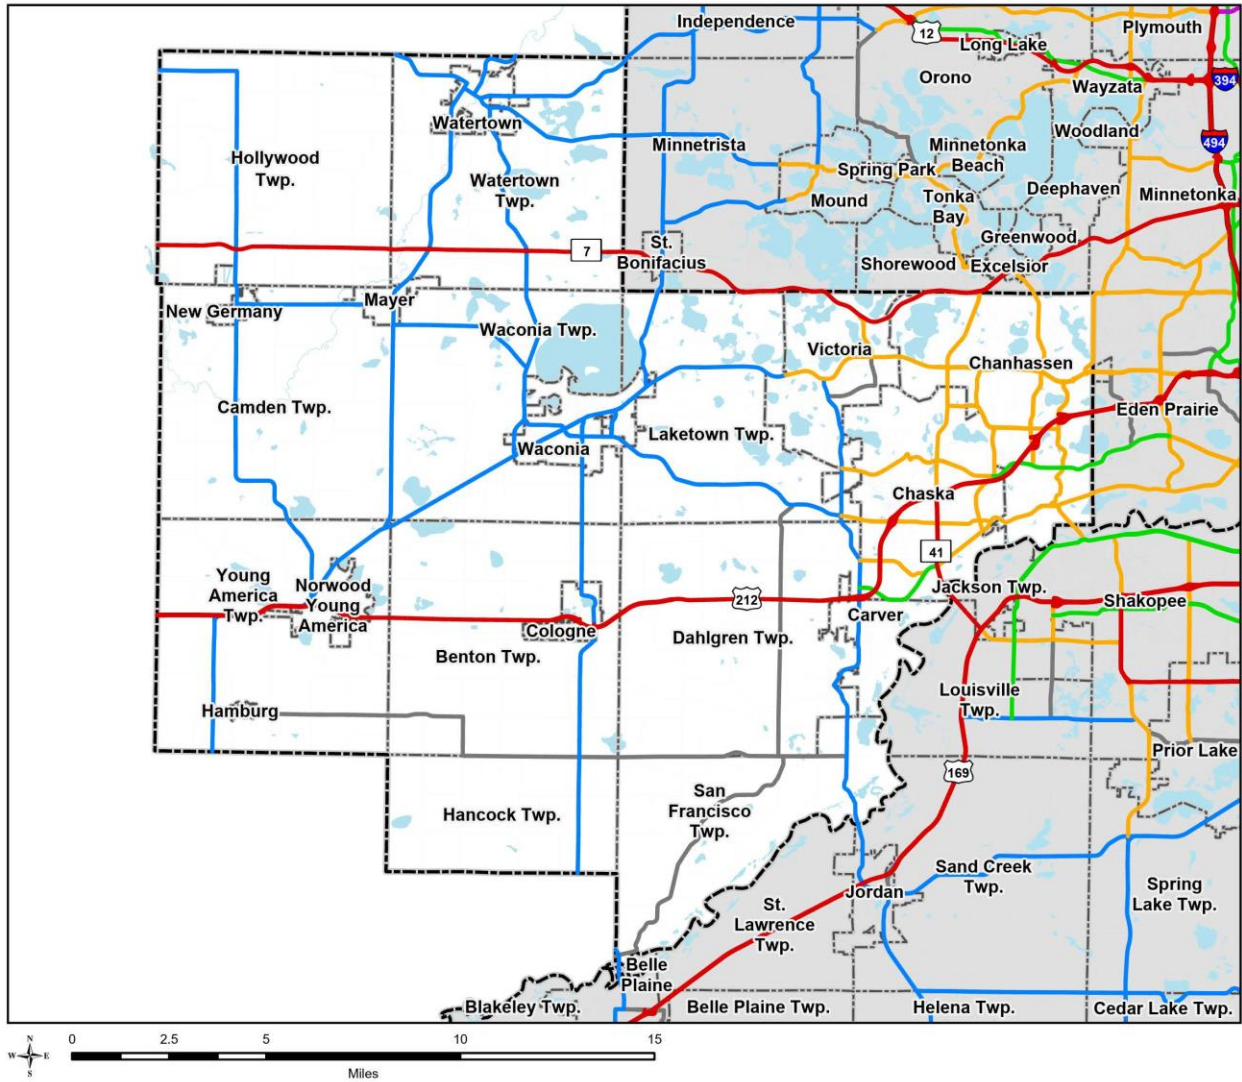 Independence
12
Long Lake
Plymouth
Orono
Wayzata
394
Watertown
Woodland
494
Hollywood
Twp.
Minnetrista
Minnetonka
Beach
Spring Park
Watertown
Twp.
Mound
Tonka
Bay
Deephaven
Minnetonka
7
St.
Bonifacius
Greenwood
Shorewood
Excelsior
New Germany
Mayer
Waconia Twp.
Victoria
Chanhassen
Camden Twp.
Eden Prairie
Laketown Twp.
Waconia
Chaska
41
Young
America
Twp.
Norwood
Young
America
212
Jackson Twp.
Shakopee
Carver
Cologne
Dahlgren Twp.
Benton Twp.
Hamburg
Louisville
Twp.
Prior Lake
169
San
Francisco
Twp.
Hancock Twp.
Sand Creek
Twp.
Jordan
Spring
Lake Twp.
St.
Lawrence
Twp.
Belle
Plaine
Blakeley Twp.
Belle Plaine Twp.
Helena Twp.
Cedar Lake Twp.
N
W E
S
0 2.5 5 10 15
Miles